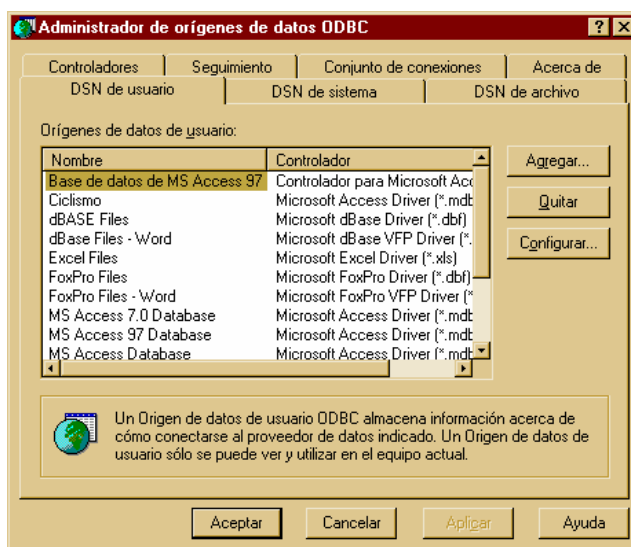 Administrador de orígenes de datos ODBC
Controladores Seguimiento Conjunto de conexiones Acerca de
DSN de usuario DSN de sistema DSN de archivo
Orígenes de datos de usuario:
Nombre Controlador
Base de datos de MS Access 97 Controlador para Microsoft Acc
Ciclismo Microsoft Access Driver (*.mdb
dBASE Files Microsoft dBase Driver (*.dbf)
dBase Files - Word Microsoft dBase VFP Driver (*.
Excel Files Microsoft Excel Driver (*.xls)
FoxPro Files Microsoft FoxPro Driver (*.dbf)
FoxPro Files - Word Microsoft FoxPro VFP Driver (*
MS Access 7.0 Database Microsoft Access Driver (*.mdb
MS Access 97 Database Microsoft Access Driver (*.mdb
MS Access Database Microsoft Access Driver (*.mdb
Agregar...
Quitar
Configurar...
Un Origen de datos de usuario ODBC almacena información acerca de
cómo conectarse al proveedor de datos indicado. Un Origen de datos de
usuario sólo se puede ver y utilizar en el equipo actual.
Aceptar Cancelar Aplicar Ayuda